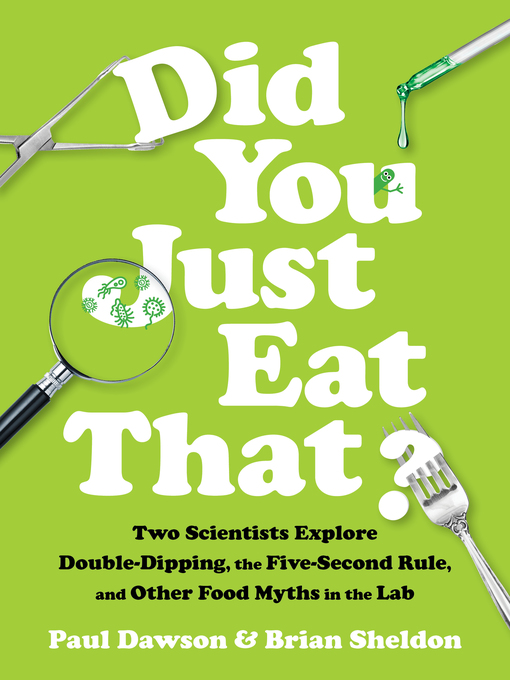 Did
You
Just
Eat
That?
Two Scientists Explore
Double-Dipping, the Five-Second Rule,
and Other Food Myths in the Lab
Paul Dawson & Brian Sheldon